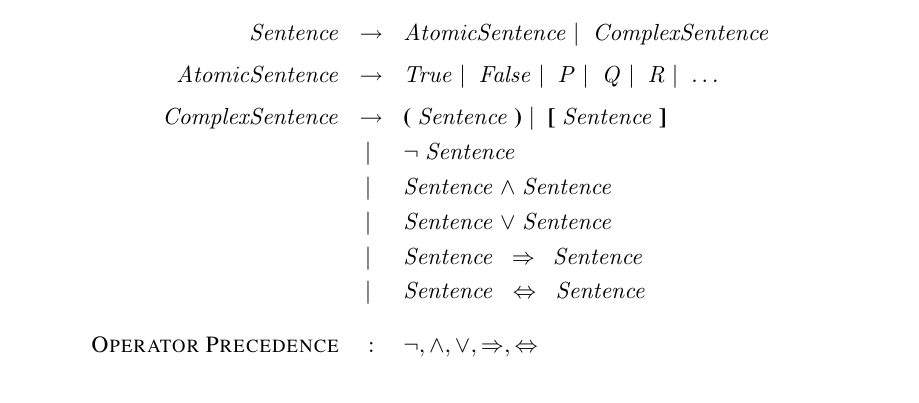 Sentence → AtomicSentence | ComplexSentence
AtomicSentence → True | False | P | Q | R | ...
ComplexSentence → ( Sentence ) | [ Sentence ]
| ¬ Sentence
| Sentence ∧ Sentence
| Sentence ∨ Sentence
| Sentence ⇒ Sentence
| Sentence ⇔ Sentence
OPERATOR PRECEDENCE : ¬, ∧, ∨, ⇒, ⇔